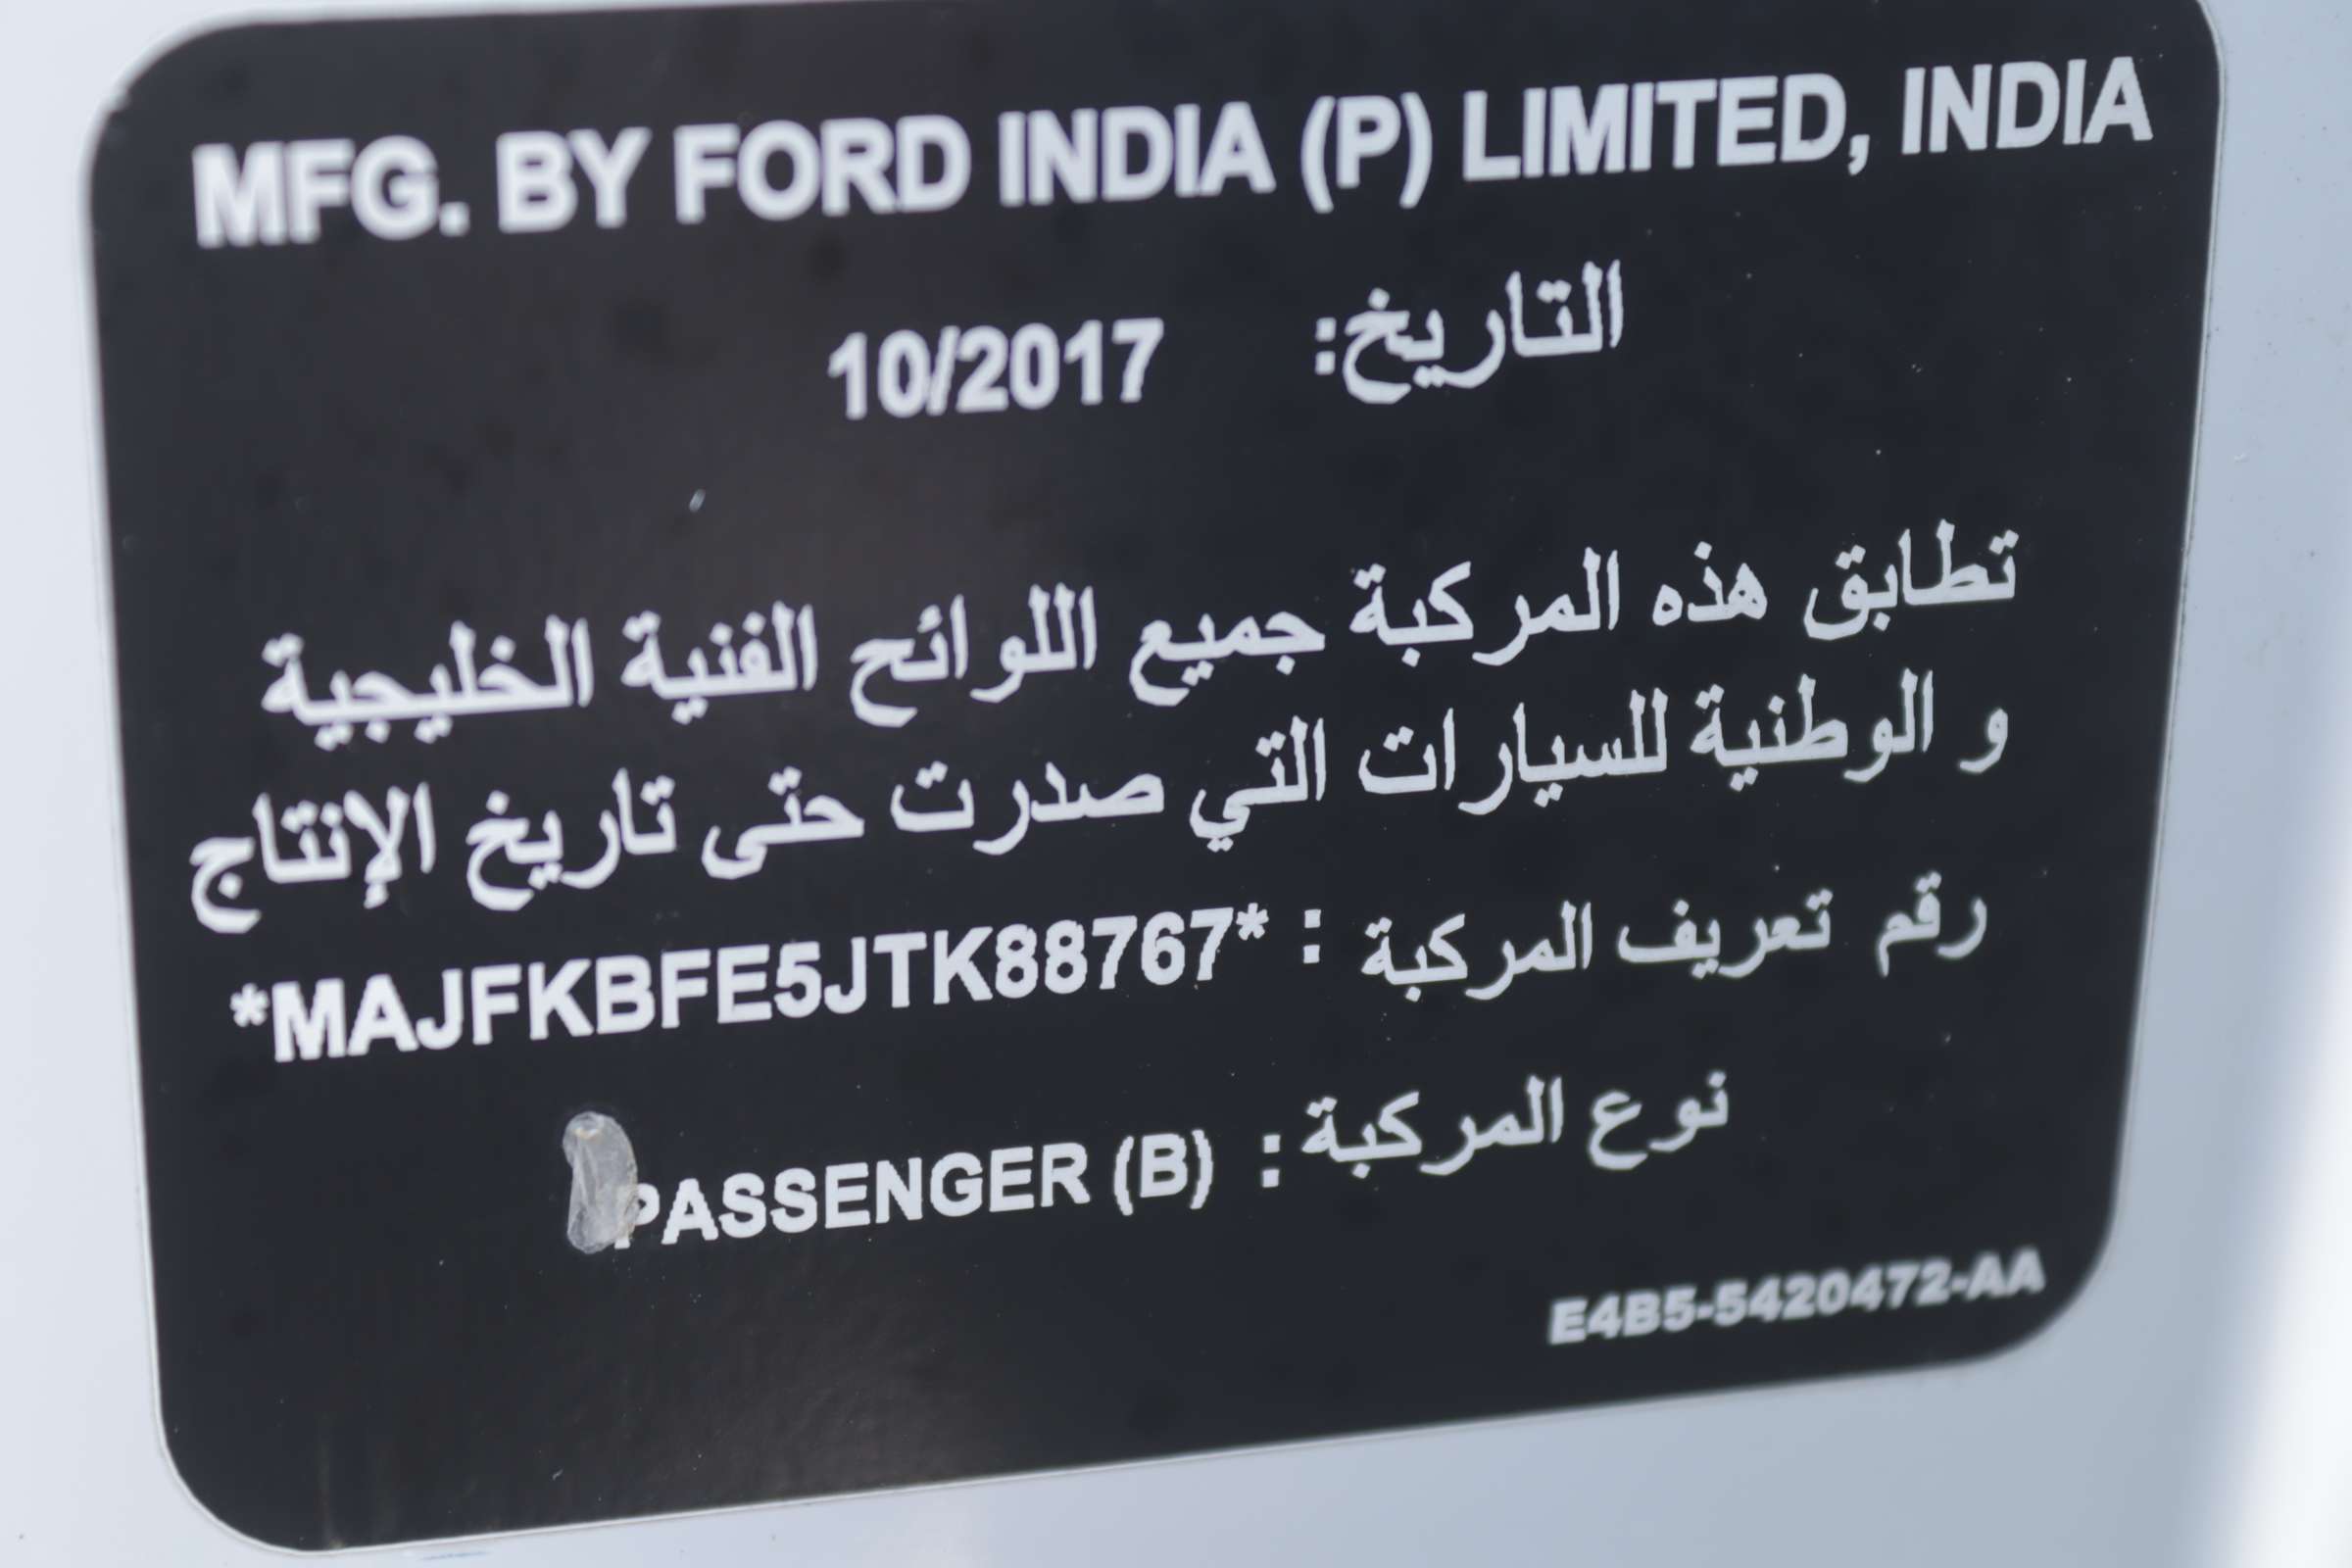 MFG. BY FORD INDIA (P) LIMITED, INDIA
التاريخ: 10/2017
تطابق هذه المركبة جميع اللوائح الفنية الخليجية
و الوطنية للسيارات التي صدرت حتى تاريخ الإنتاج
رقم تعريف المركبة : *MAJFKBFE5JTK88767*
نوع المركبة : PASSENGER (B)
E4B5-5420472-AA